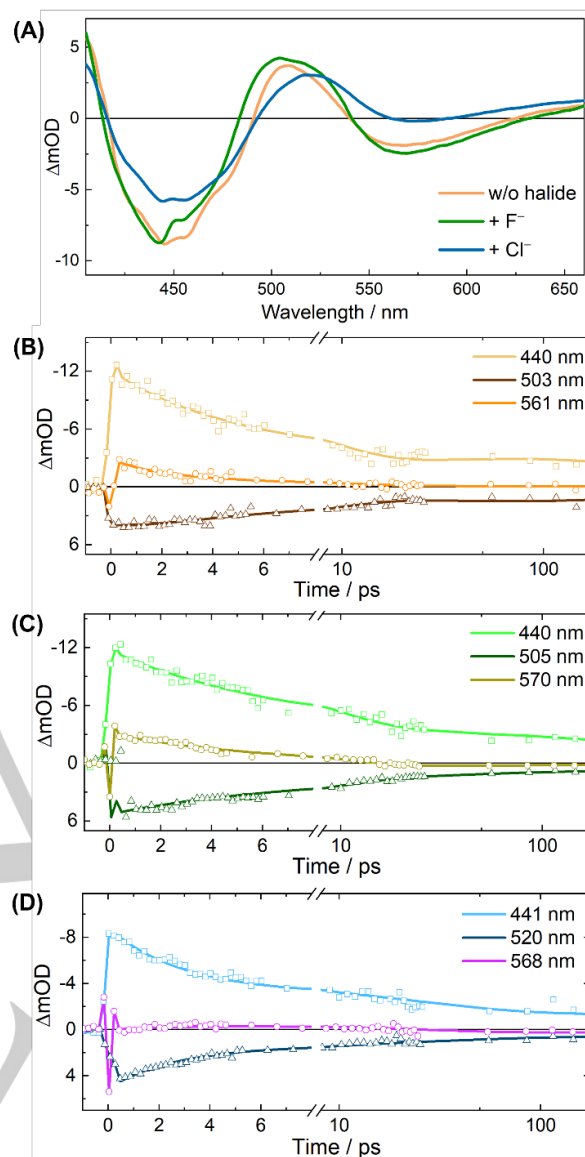 (A)
5
0
-5
-10
ΔmOD
w/o halide
+ F⁻
+ Cl⁻
450
500
550
600
650
Wavelength / nm
(B)
-12
-6
0
6
ΔmOD
440 nm
503 nm
561 nm
0
2
4
6
10
100
Time / ps
(C)
-12
-6
0
6
ΔmOD
440 nm
505 nm
570 nm
0
2
4
6
10
100
Time / ps
(D)
-8
-4
0
4
ΔmOD
441 nm
520 nm
568 nm
0
2
4
6
10
100
Time / ps